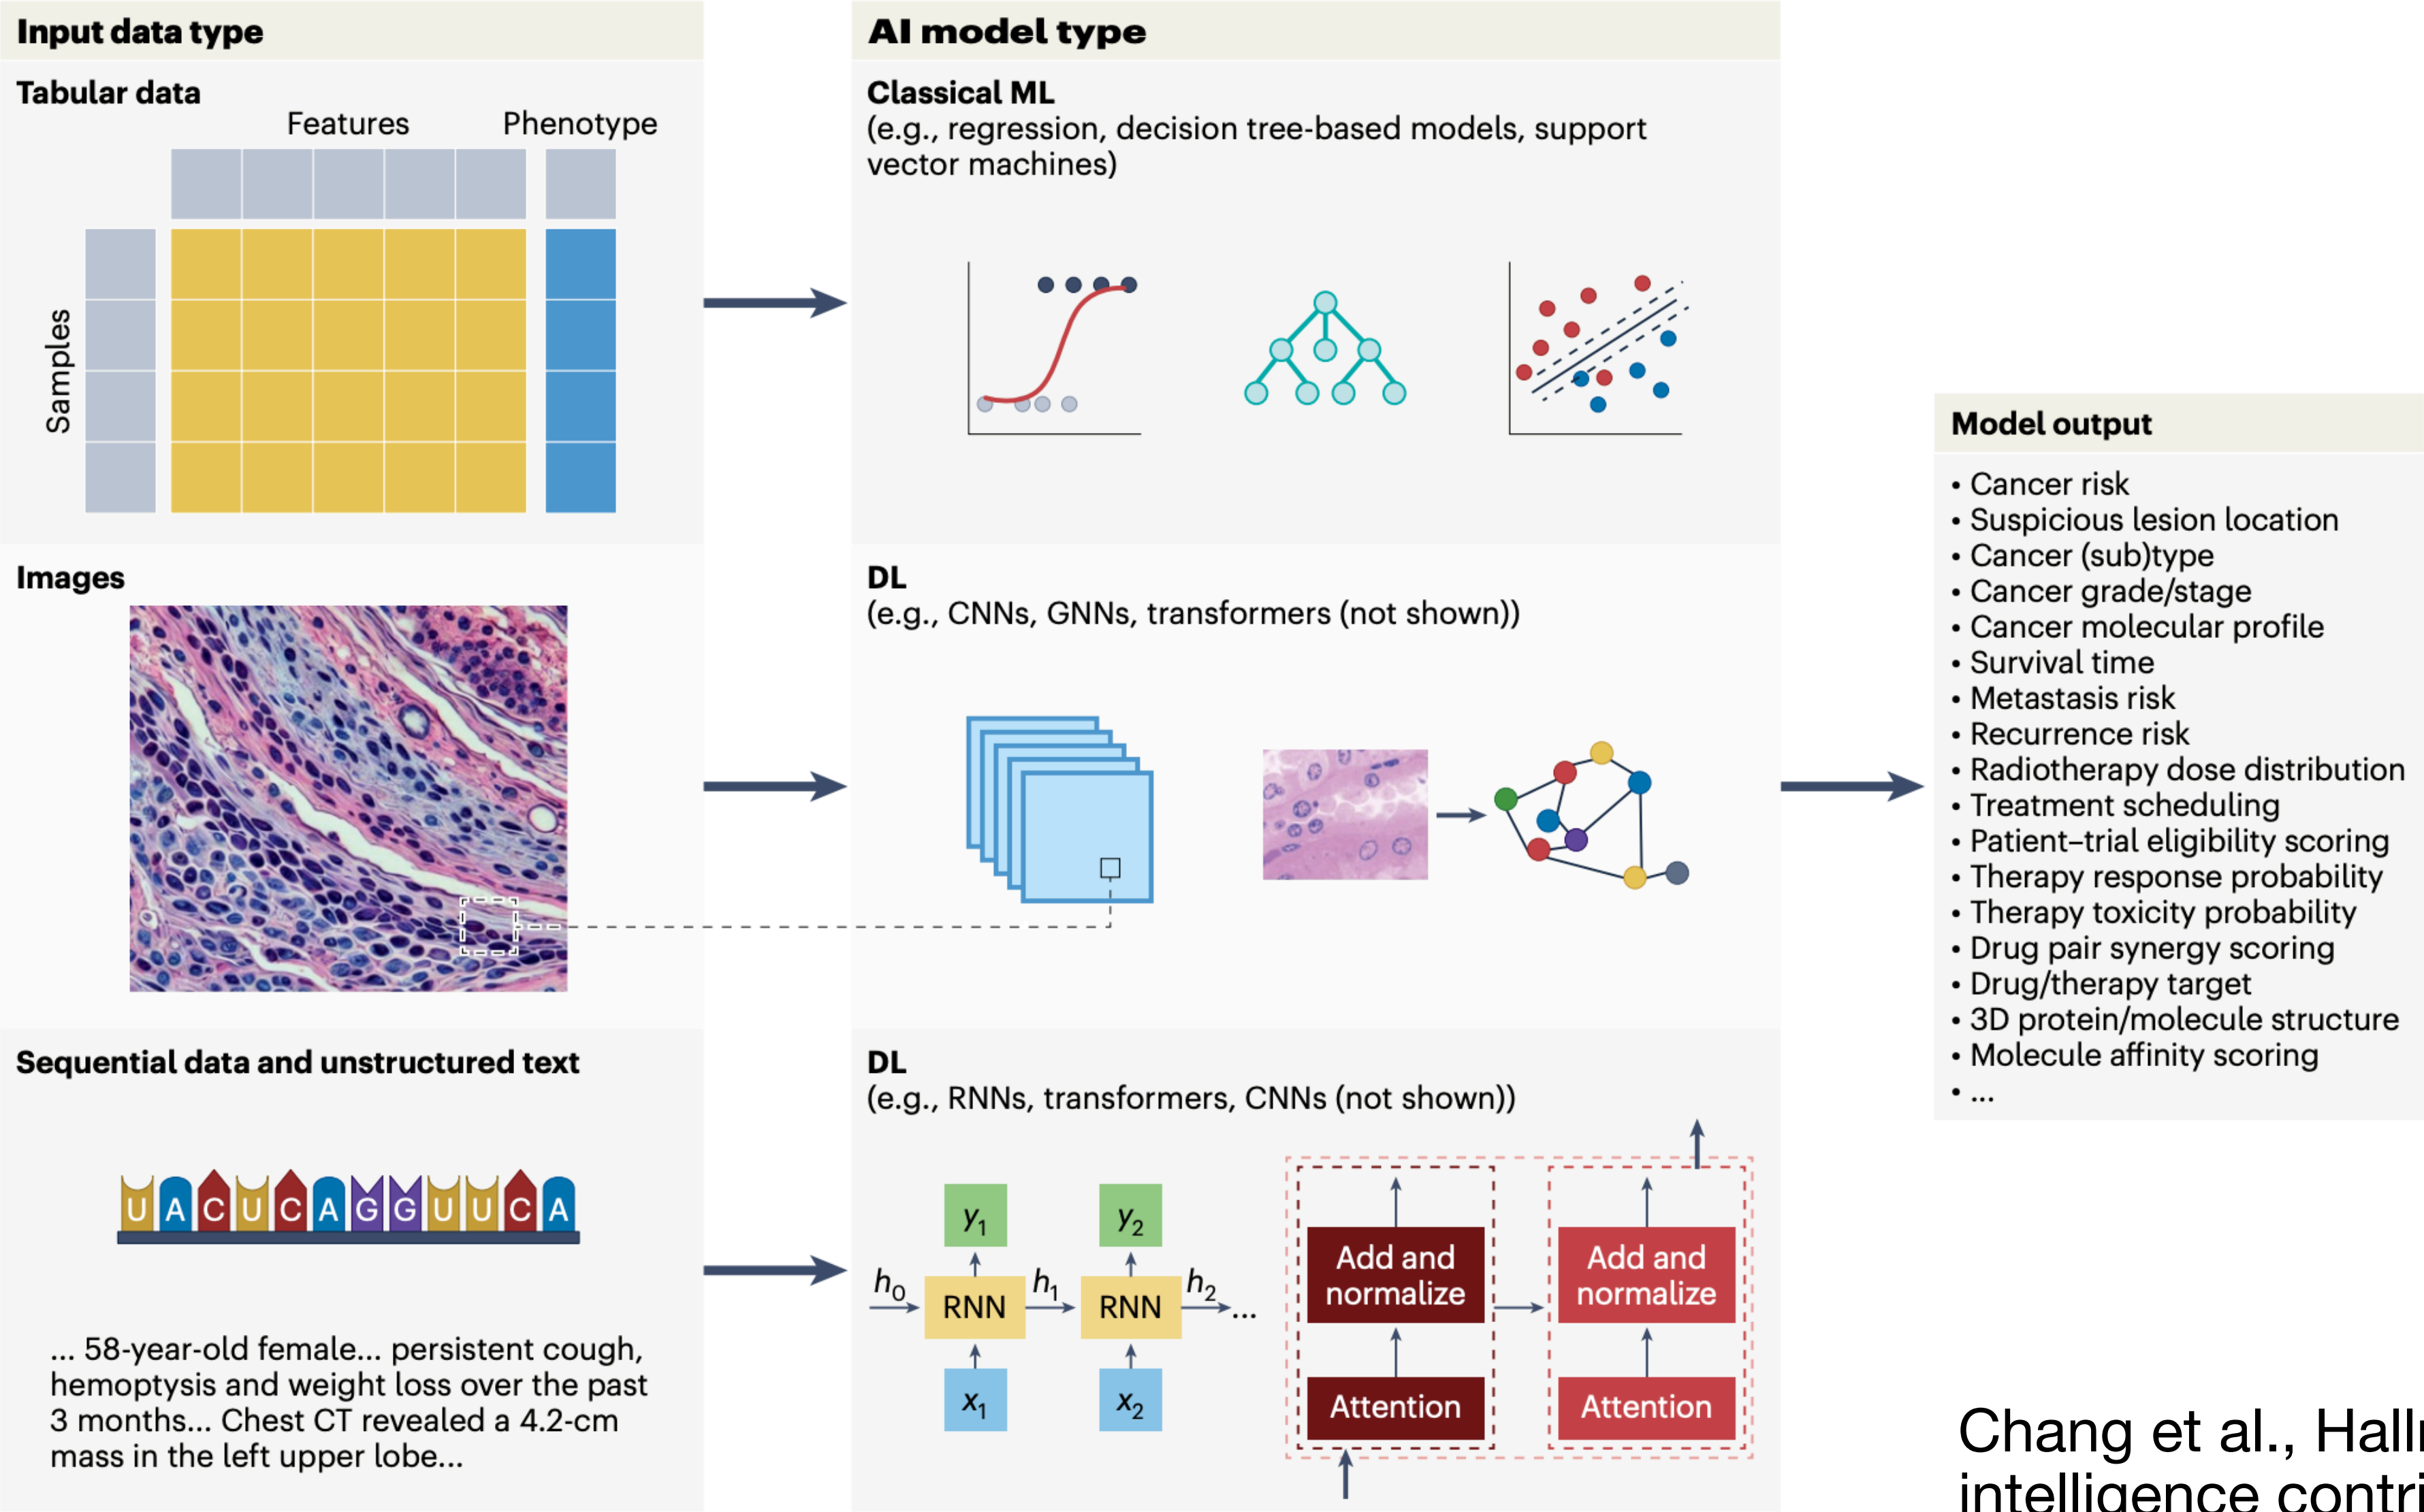 Input data type
Tabular data
Features
Phenotype
Samples
Images
Sequential data and unstructured text
U A C U C A G G U U C A
... 58-year-old female... persistent cough,
hemoptysis and weight loss over the past
3 months... Chest CT revealed a 4.2-cm
mass in the left upper lobe...
AI model type
Classical ML
(e.g., regression, decision tree-based models, support
vector machines)
DL
(e.g., CNNs, GNNs, transformers (not shown))
DL
(e.g., RNNs, transformers, CNNs (not shown))
y₁
y₂
h₀
RNN
h₁
RNN
h₂
...
x₁
x₂
Add and
normalize
Attention
Add and
normalize
Attention
Model output
• Cancer risk
• Suspicious lesion location
• Cancer (sub)type
• Cancer grade/stage
• Cancer molecular profile
• Survival time
• Metastasis risk
• Recurrence risk
• Radiotherapy dose distribution
• Treatment scheduling
• Patient–trial eligibility scoring
• Therapy response probability
• Therapy toxicity probability
• Drug pair synergy scoring
• Drug/therapy target
• 3D protein/molecule structure
• Molecule affinity scoring
• ...
Chang et al.,
intelligence